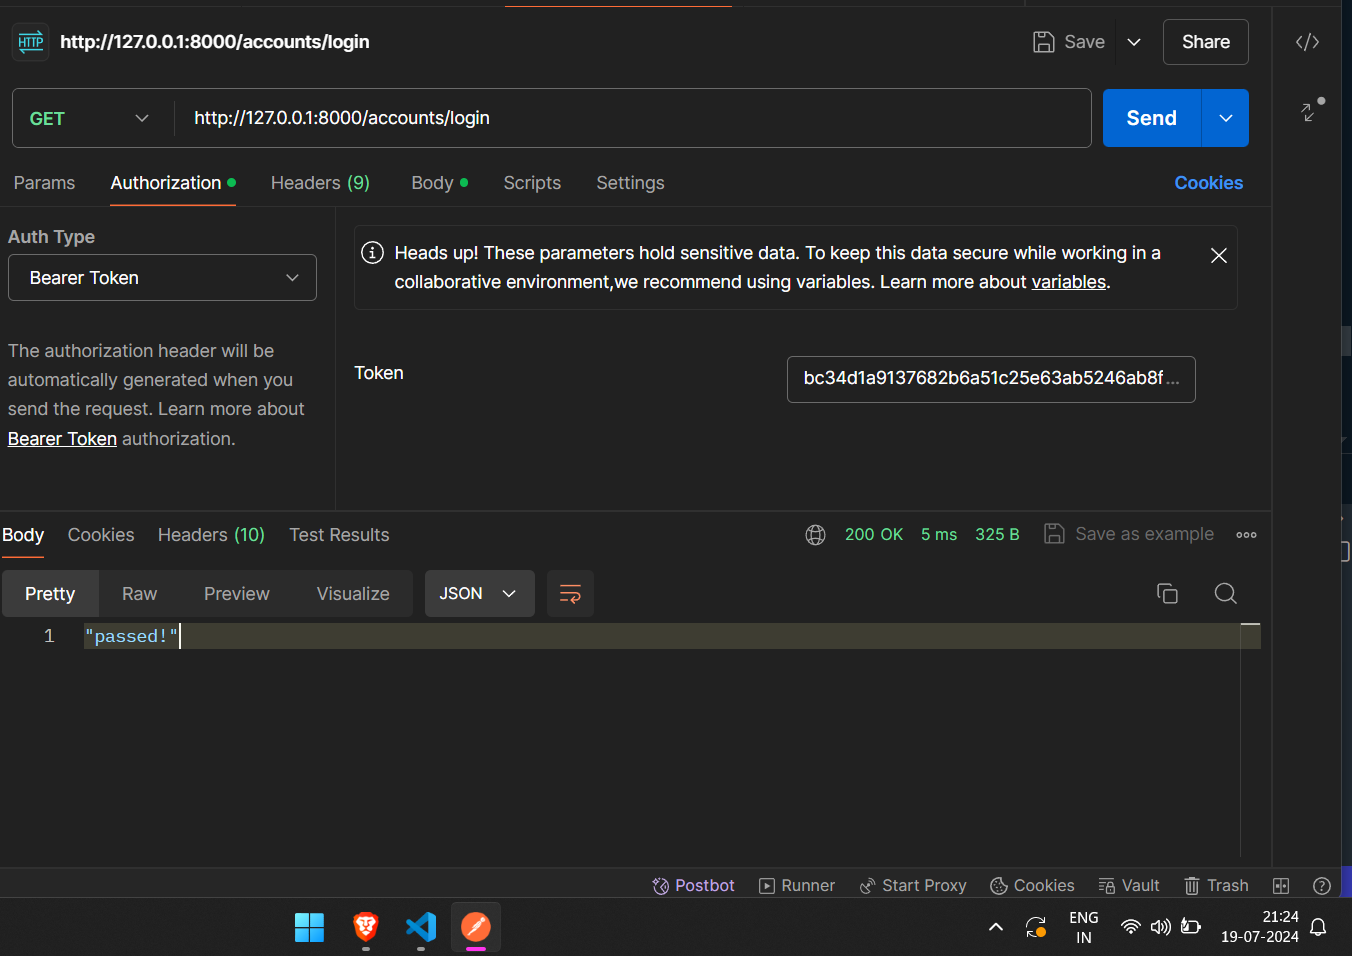 HTTP http://127.0.0.1:8000/accounts/login Save Share
GET http://127.0.0.1:8000/accounts/login Send
Params Authorization Headers (9) Body Scripts Settings Cookies
Auth Type
Bearer Token
The authorization header will be
automatically generated when you
send the request. Learn more about
Bearer Token authorization.
Heads up! These parameters hold sensitive data. To keep this data secure while working in a
collaborative environment,we recommend using variables. Learn more about variables.
Token bc34d1a9137682b6a51c25e63ab5246ab8f...
Body Cookies Headers (10) Test Results 200 OK 5 ms 325 B Save as example
Pretty Raw Preview Visualize JSON
1 "passed!"
Postbot Runner Start Proxy Cookies Vault Trash
ENG
IN
21:24
19-07-2024